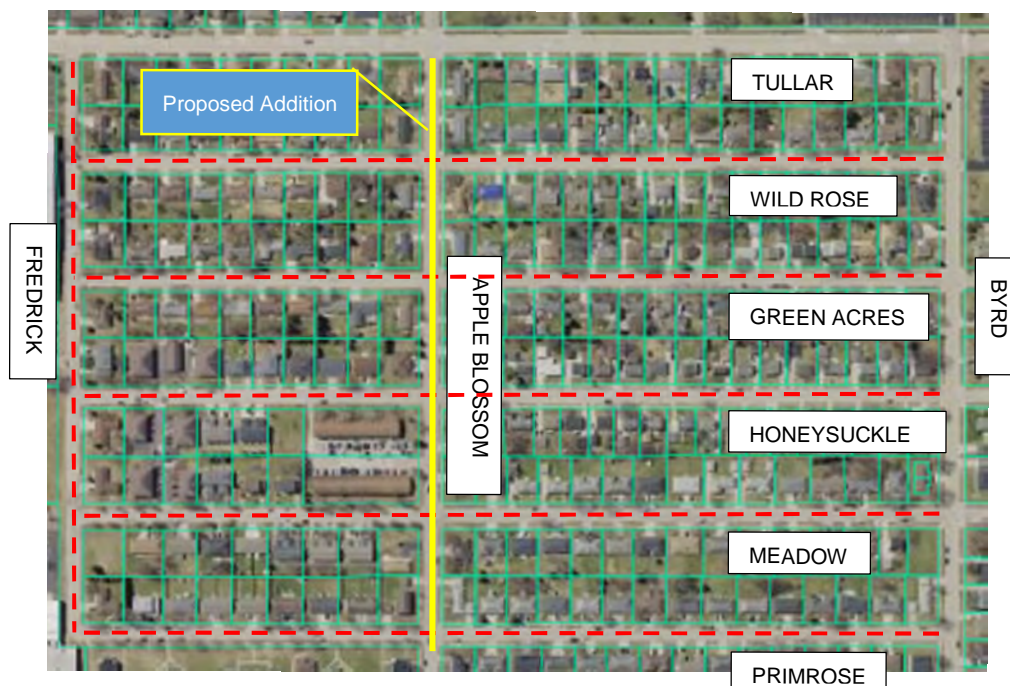 TULLAR
Proposed Addition
WILD ROSE
FREDRICK
APPLE BLOSSOM
BYRD
GREEN ACRES
HONEYSUCKLE
MEADOW
PRIMROSE